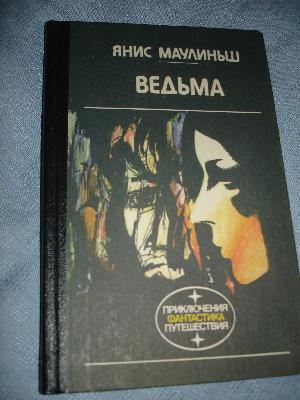 ЯНИС МАУЛИНЬШ
ВЕДЬМА
ПРИКЛЮЧЕНИЯ
ФАНТАСТИКА
ПУТЕШЕСТВИЯ